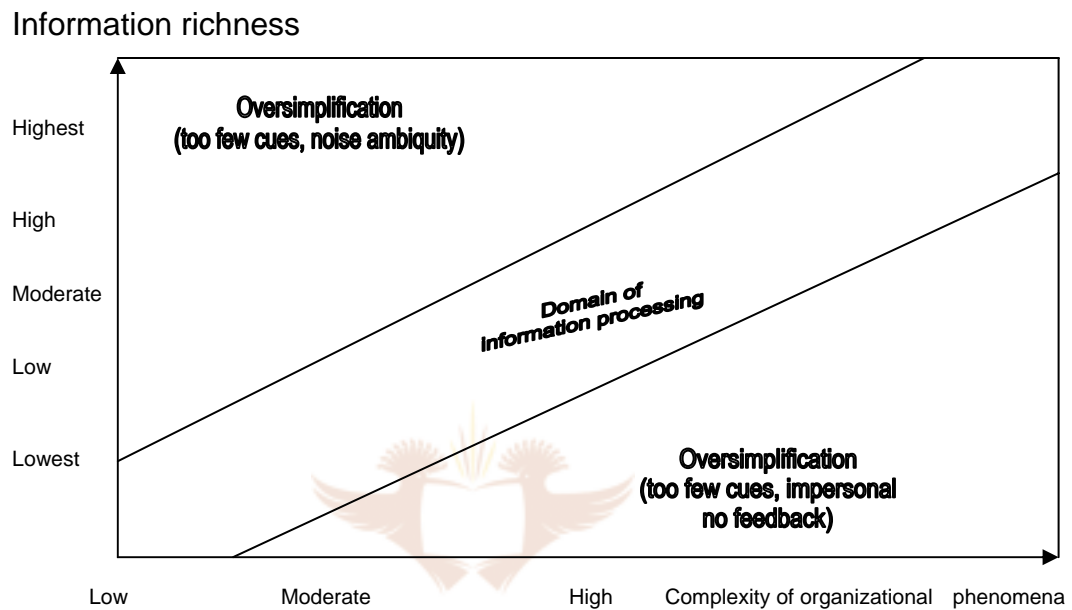 Information richness
Oversimplification
(too few cues, noise ambiquity)
Highest
High
Moderate
Low
Lowest
Domain of
information processing
Oversimplification
(too few cues, impersonal
no feedback)
Low Moderate High Complexity of organizational phenomena